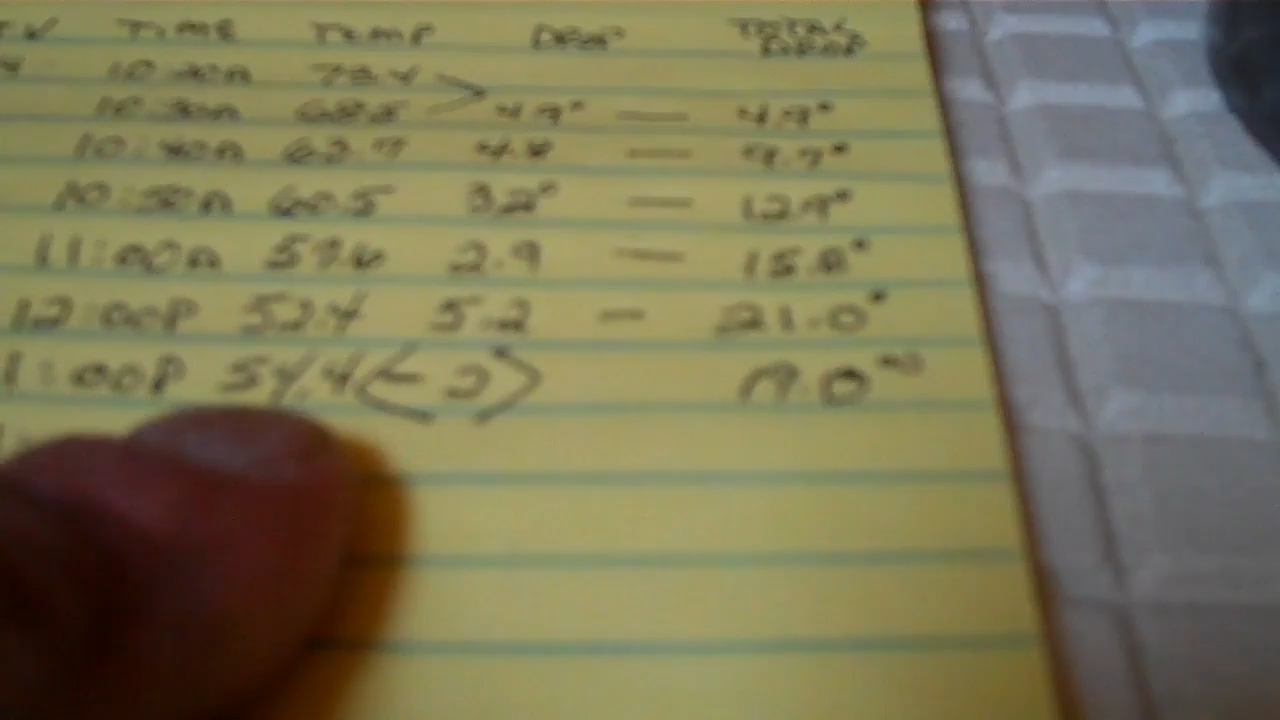 TIME TEMP DROP TOTAL DROP
10:20A 73.4
10:30A 68.5 4.9° — 4.9°
10:40A 63.7 4.8 — 9.7°
10:50A 60.5 3.2° — 12.9°
11:00A 57.6 2.9 — 15.8°
12:00P 52.4 5.2 — 21.0°
1:00P 54.4 <-2> 19.0